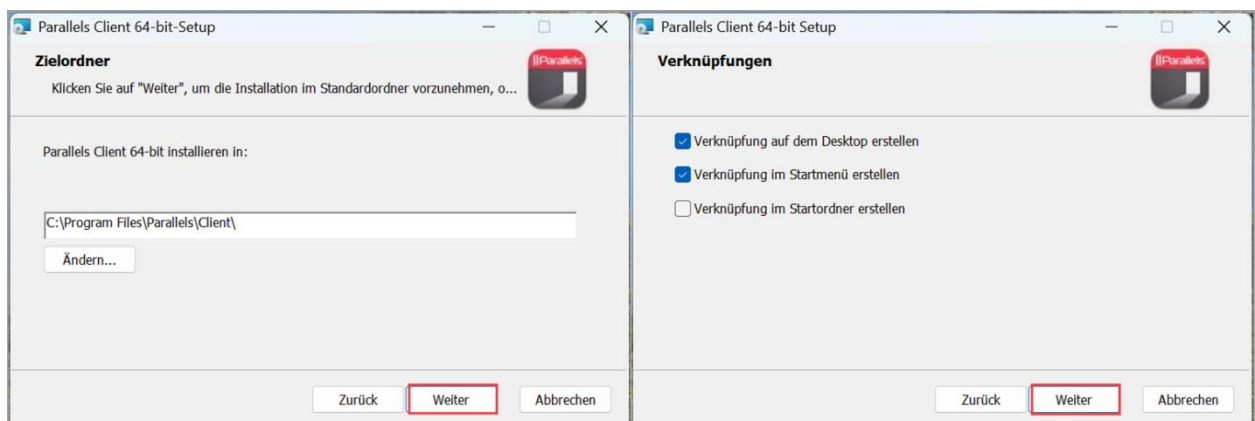 Parallels Client 64-bit-Setup
Zielordner
Klicken Sie auf "Weiter", um die Installation im Standardordner vorzunehmen, o...
||Parallels
Parallels Client 64-bit installieren in:
C:\Program Files\Parallels\Client\
Ändern...
Zurück Weiter Abbrechen
Parallels Client 64-bit Setup
Verknüpfungen
||Parallels
Verknüpfung auf dem Desktop erstellen
Verknüpfung im Startmenü erstellen
Verknüpfung im Startordner erstellen
Zurück Weiter Abbrechen